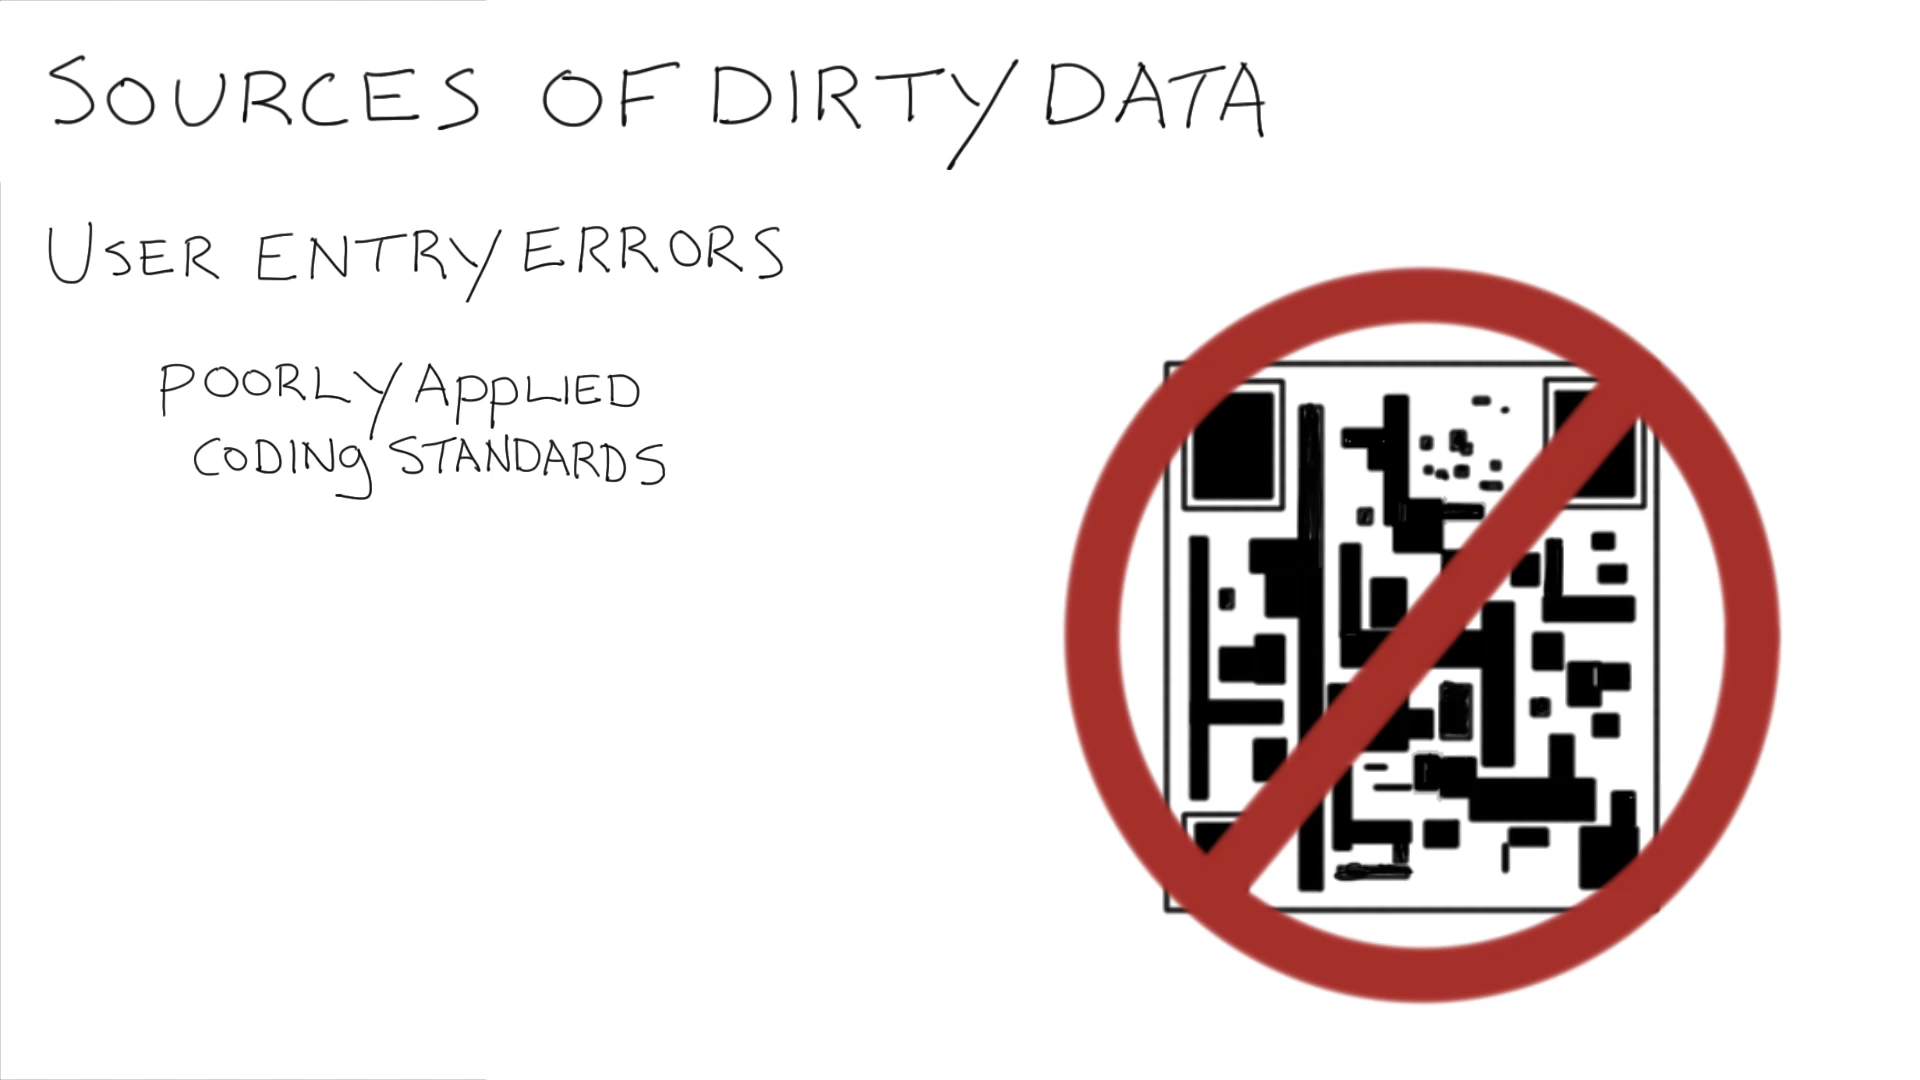 SOURCES OF DIRTY DATA
USER ENTRY ERRORS
POORLY APPLIED
CODING STANDARDS